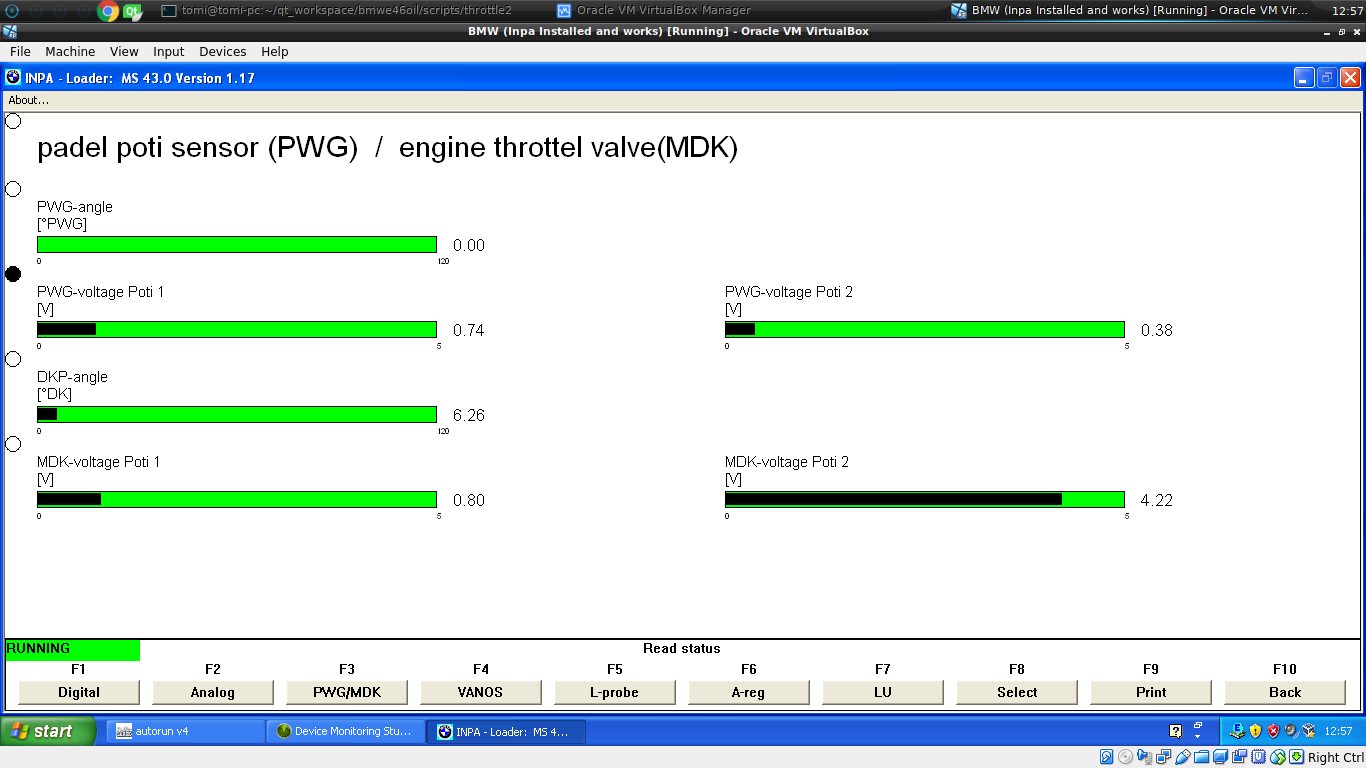 tomi@tomi-pc:~/qt_workspace/bmwe46oil/scripts/throttle2
Oracle VM VirtualBox Manager
BMW (Inpa Installed and works) [Running] - Oracle VM Vir...
12:57
BMW (Inpa Installed and works) [Running] - Oracle VM VirtualBox
File Machine View Input Devices Help
INPA - Loader: MS 43.0 Version 1.17
About...
padel poti sensor (PWG) / engine throttel valve(MDK)
PWG-angle
[°PWG]
0.00
0 120
PWG-voltage Poti 1
[V]
0.74
0 5
PWG-voltage Poti 2
[V]
0.38
0 5
DKP-angle
[°DK]
6.26
0 120
MDK-voltage Poti 1
[V]
0.80
0 5
MDK-voltage Poti 2
[V]
4.22
0 5
RUNNING
Read status
F1 F2 F3 F4 F5 F6 F7 F8 F9 F10
Digital Analog PWG/MDK VANOS L-probe A-reg LU Select Print Back
start
autorun v4
Device Monitoring Stu...
INPA - Loader: MS 4...
12:57
Right Ctrl